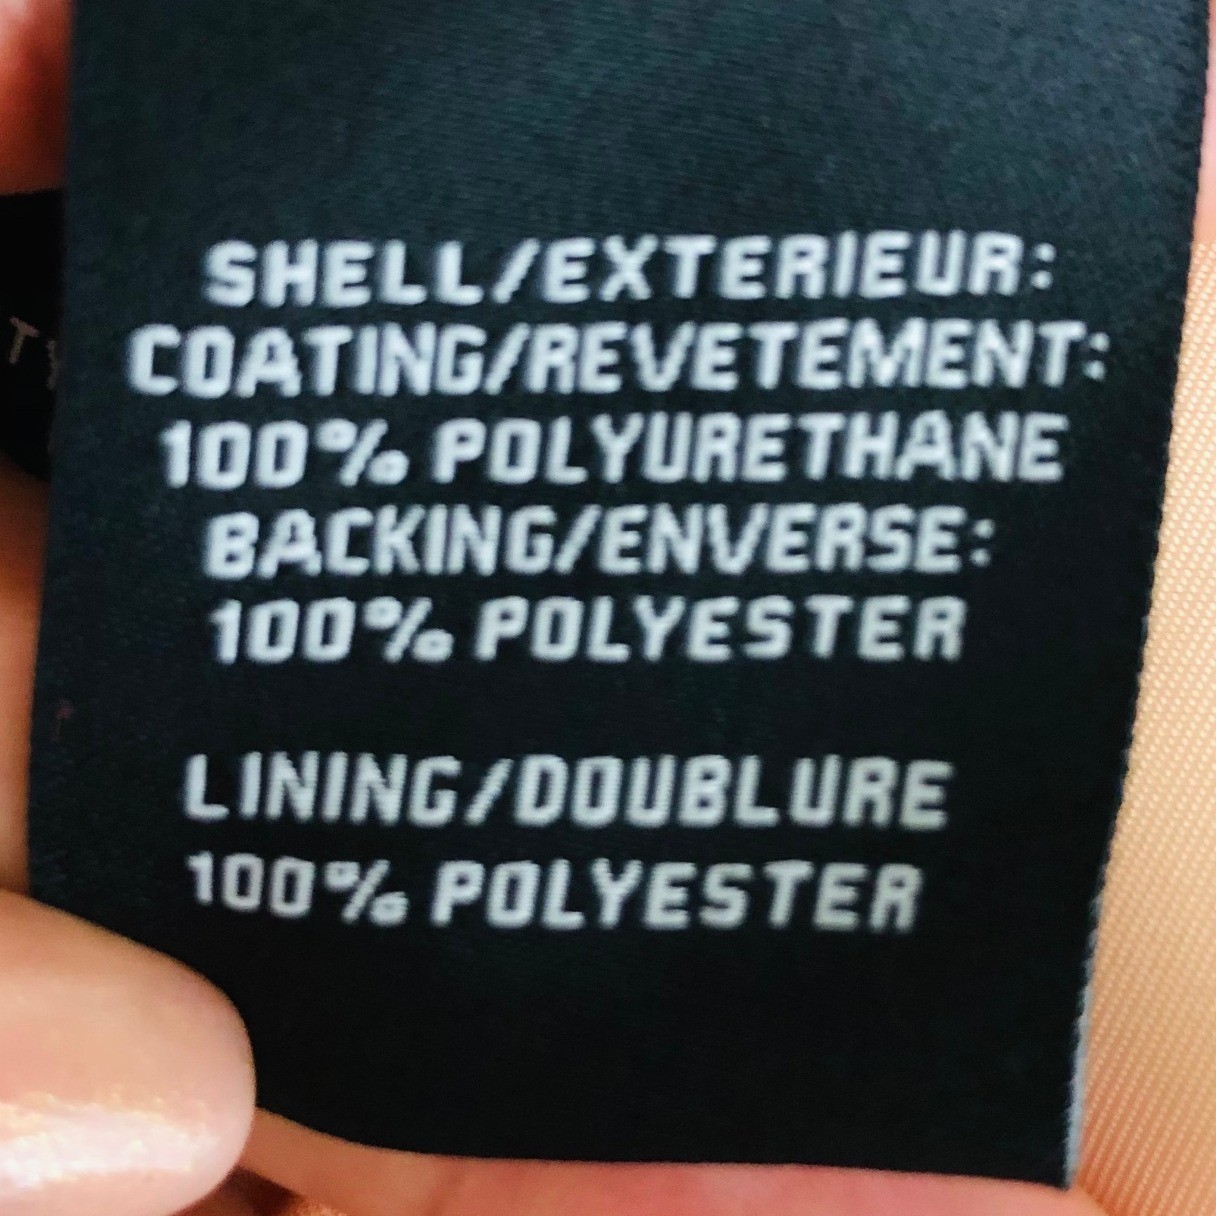 SHELL/EXTERIEUR:
COATING/REVETEMENT:
100% POLYURETHANE
BACKING/ENVERSE:
100% POLYESTER
LINING/DOUBLURE
100% POLYESTER